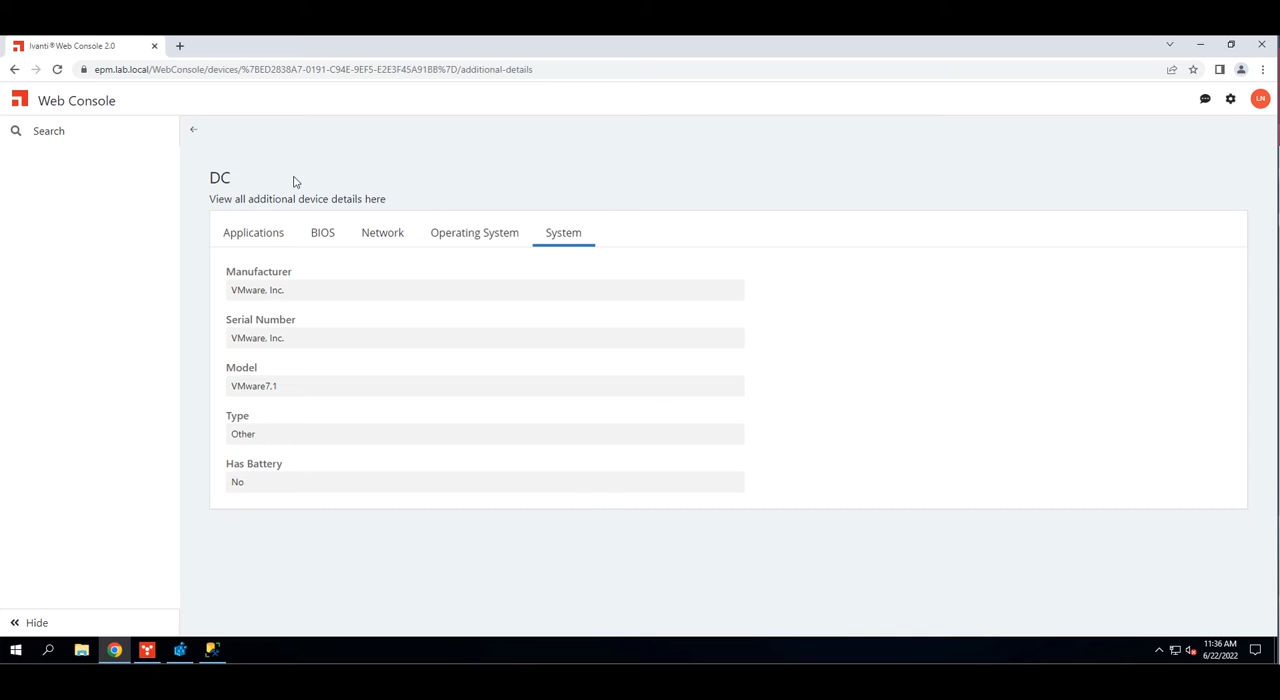 Ivanti® Web Console 2.0
epm.lab.local/WebConsole/devices/%7BED2838A7-0191-C94E-9EF5-E2E3F45A91BB%7D/additional-details
Web Console
LN
Search
DC
View all additional device details here
Applications
BIOS
Network
Operating System
System
Manufacturer
VMware, Inc.
Serial Number
VMware, Inc.
Model
VMware7,1
Type
Other
Has Battery
No
Hide
11:36 AM
6/22/2022